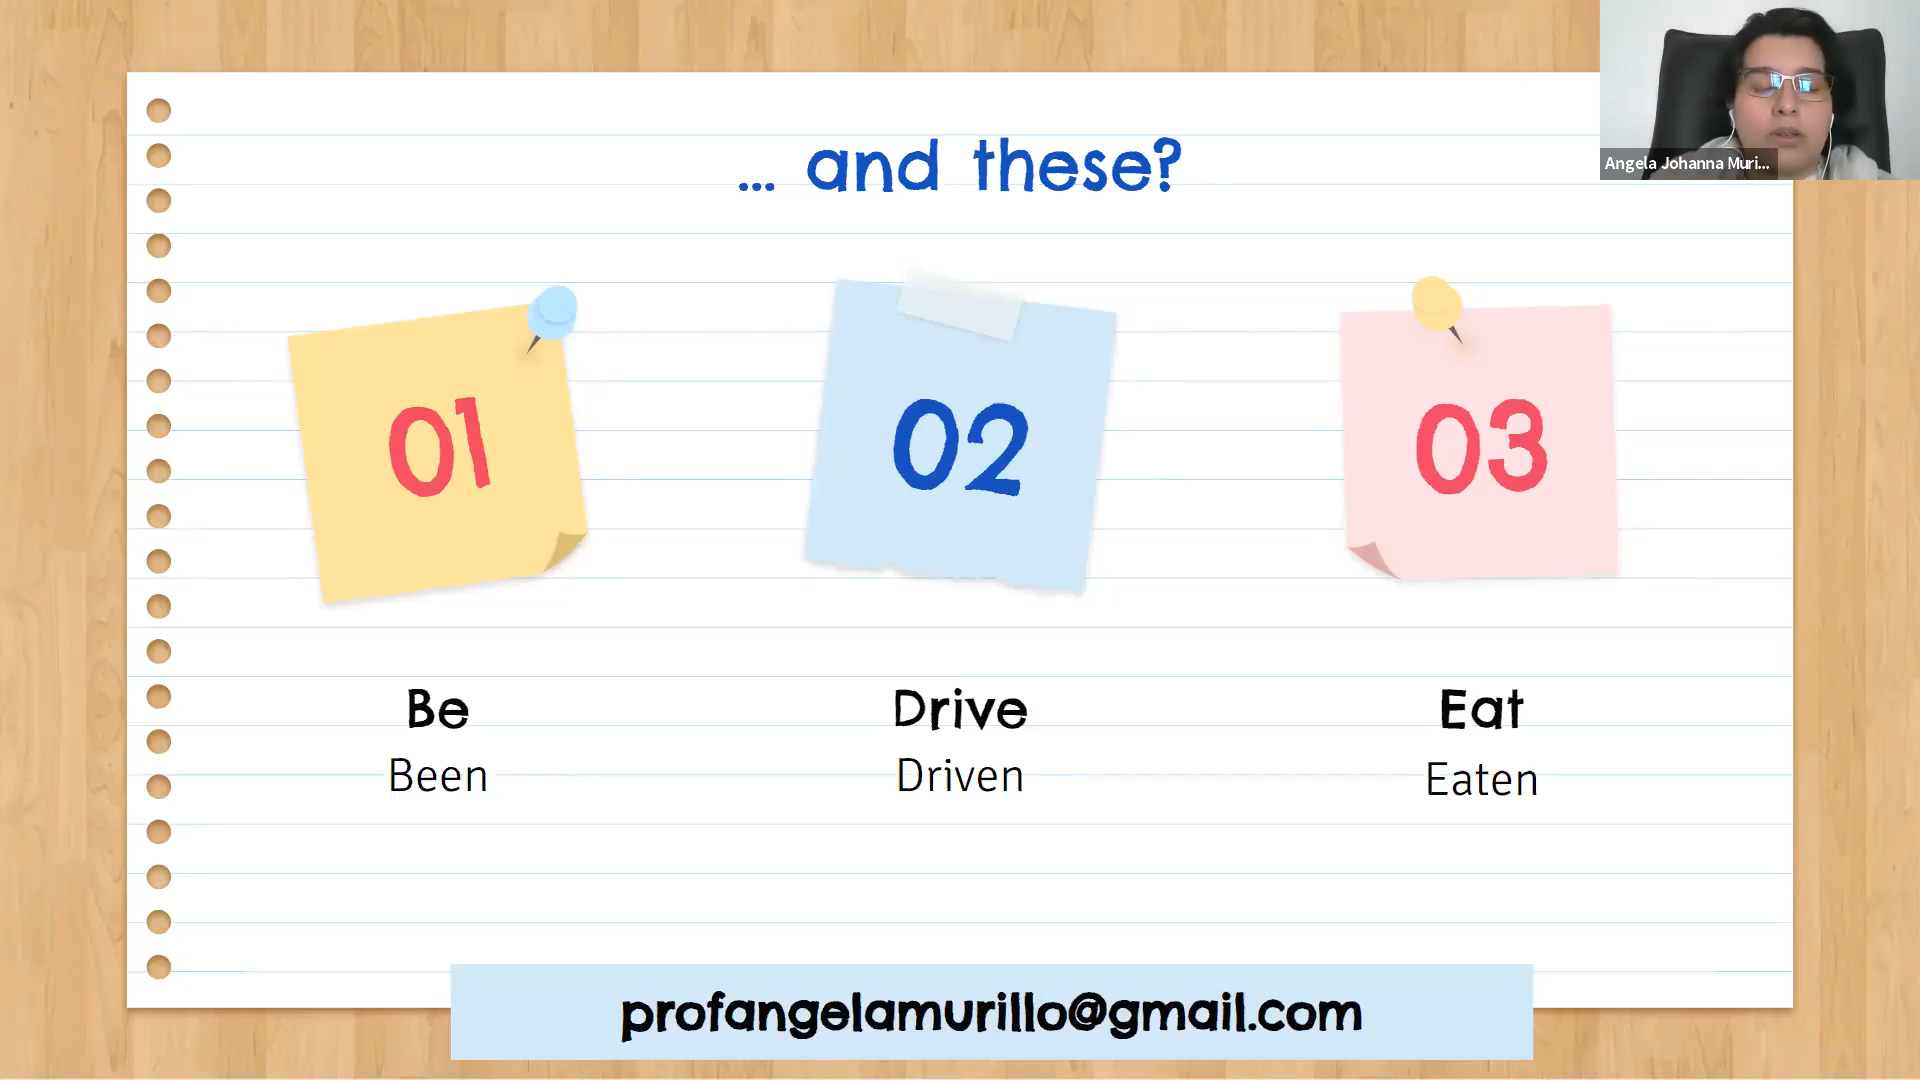 ... and these?
Angela Johanna Muri...
01
02
03
Be
Drive
Eat
Been
Driven
Eaten
profangelamurillo@gmail.com